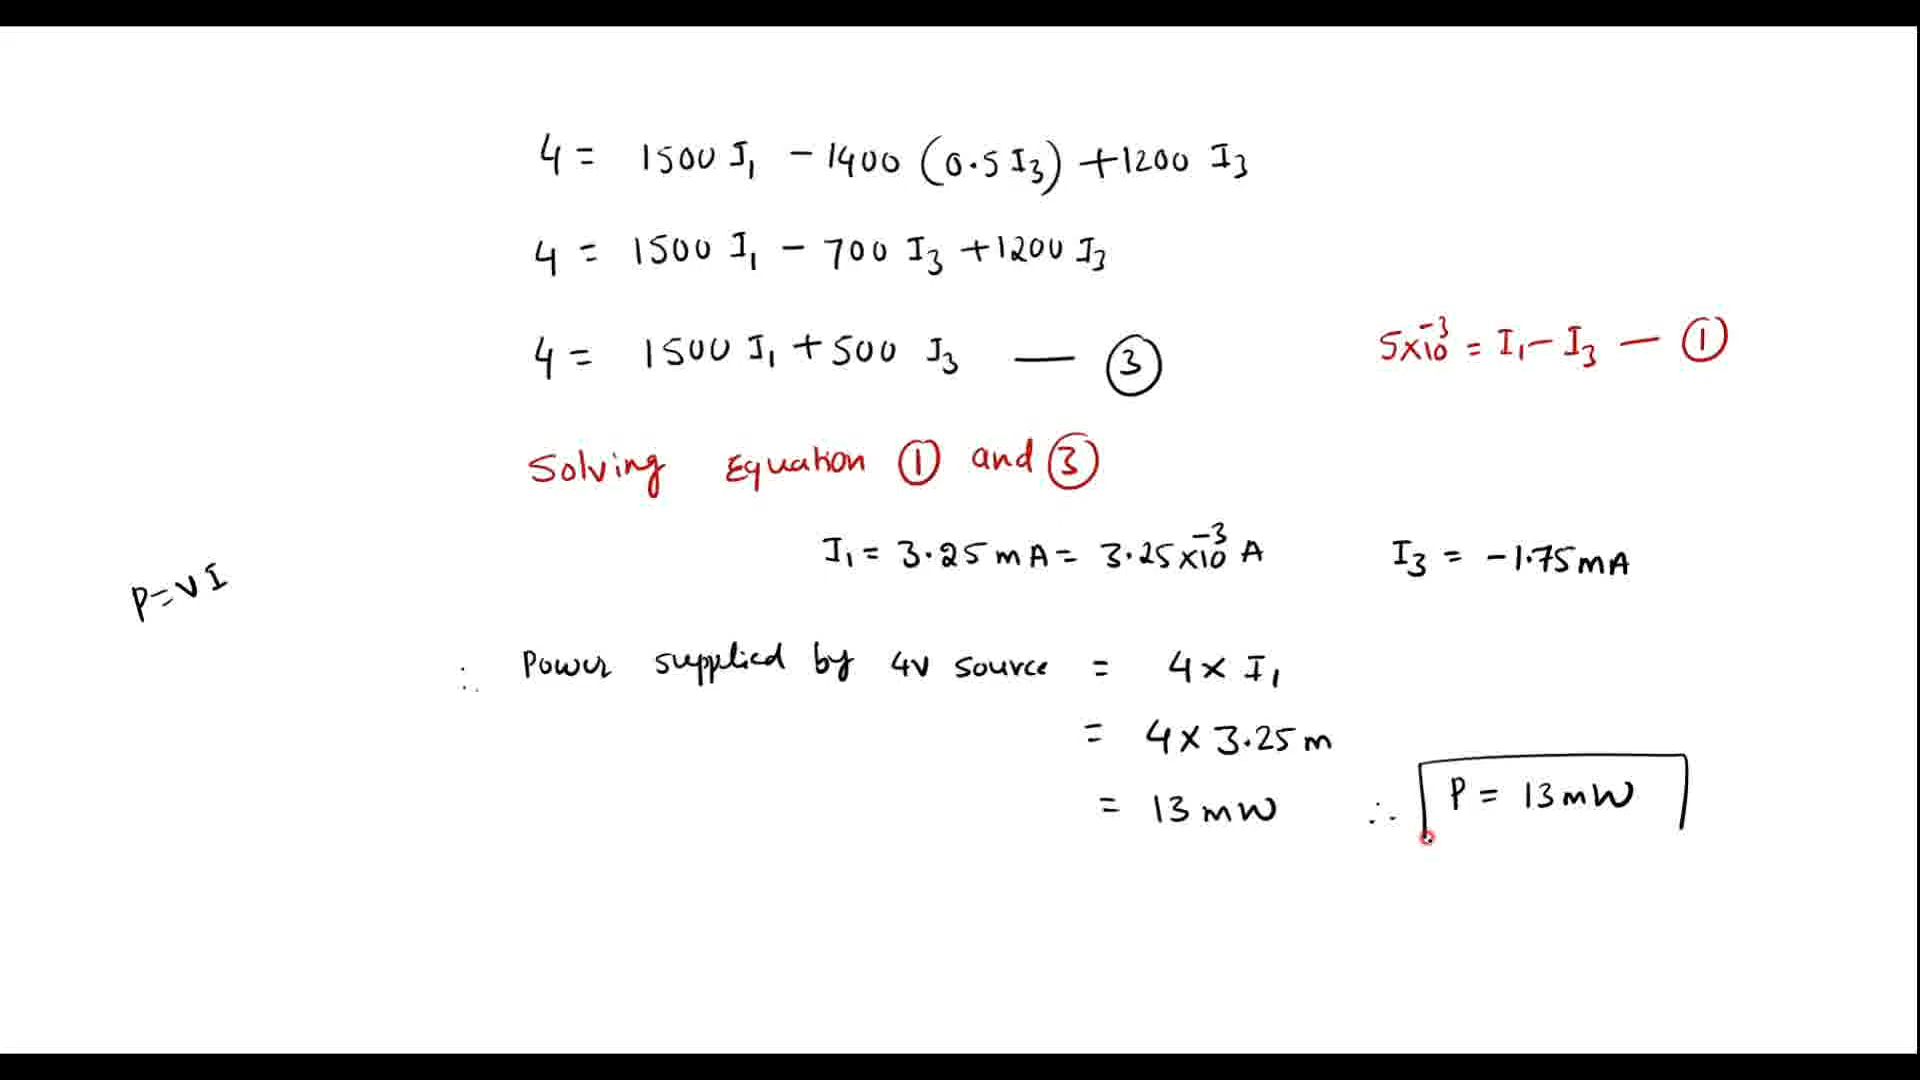 4 = 1500 I₁ - 1400 (0.5 I₃) + 1200 I₃
4 = 1500 I₁ - 700 I₃ + 1200 I₃
4 = 1500 I₁ + 500 I₃ — ③
5×10⁻³ = I₁ - I₃ — ①
Solving Equation ① and ③
I₁ = 3.25 mA = 3.25×10⁻³ A I₃ = -1.75 mA
P = VI
∴ Power supplied by 4V source = 4 × I₁
= 4 × 3.25 m
= 13 mW ∴ P = 13 mW